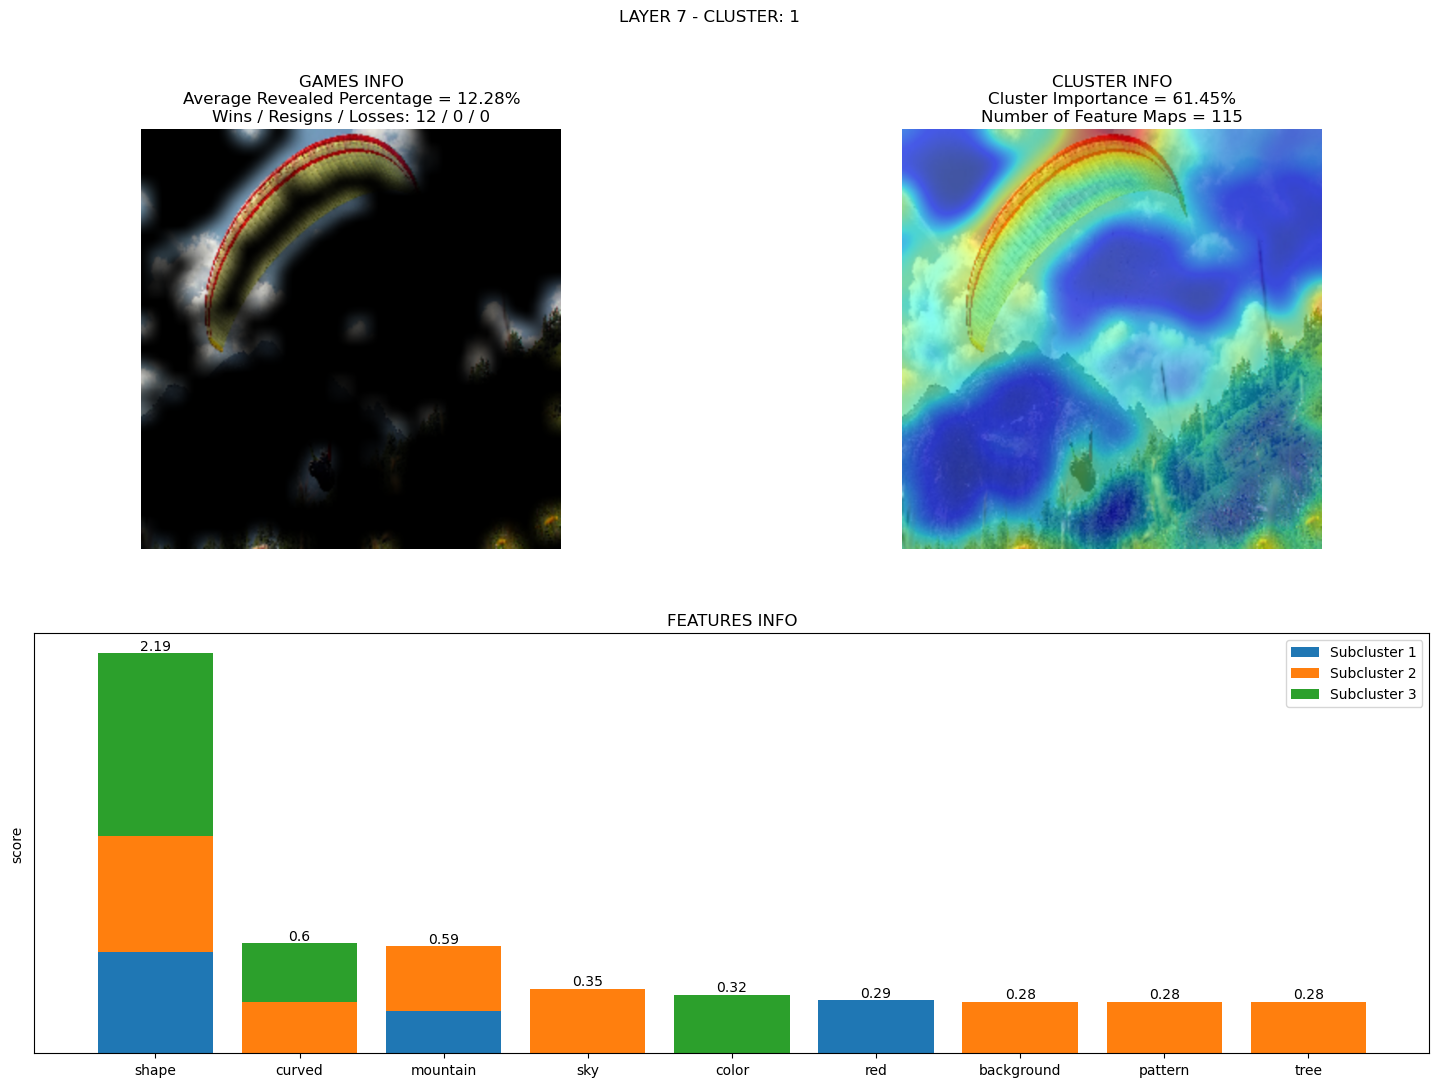 LAYER 7 - CLUSTER: 1
GAMES INFO
Average Revealed Percentage = 12.28%
Wins / Resigns / Losses: 12 / 0 / 0
CLUSTER INFO
Cluster Importance = 61.45%
Number of Feature Maps = 115
FEATURES INFO
score
2.19
0.6
0.59
0.35
0.32
0.29
0.28
0.28
0.28
Subcluster 1
Subcluster 2
Subcluster 3
shape
curved
mountain
sky
color
red
background
pattern
tree